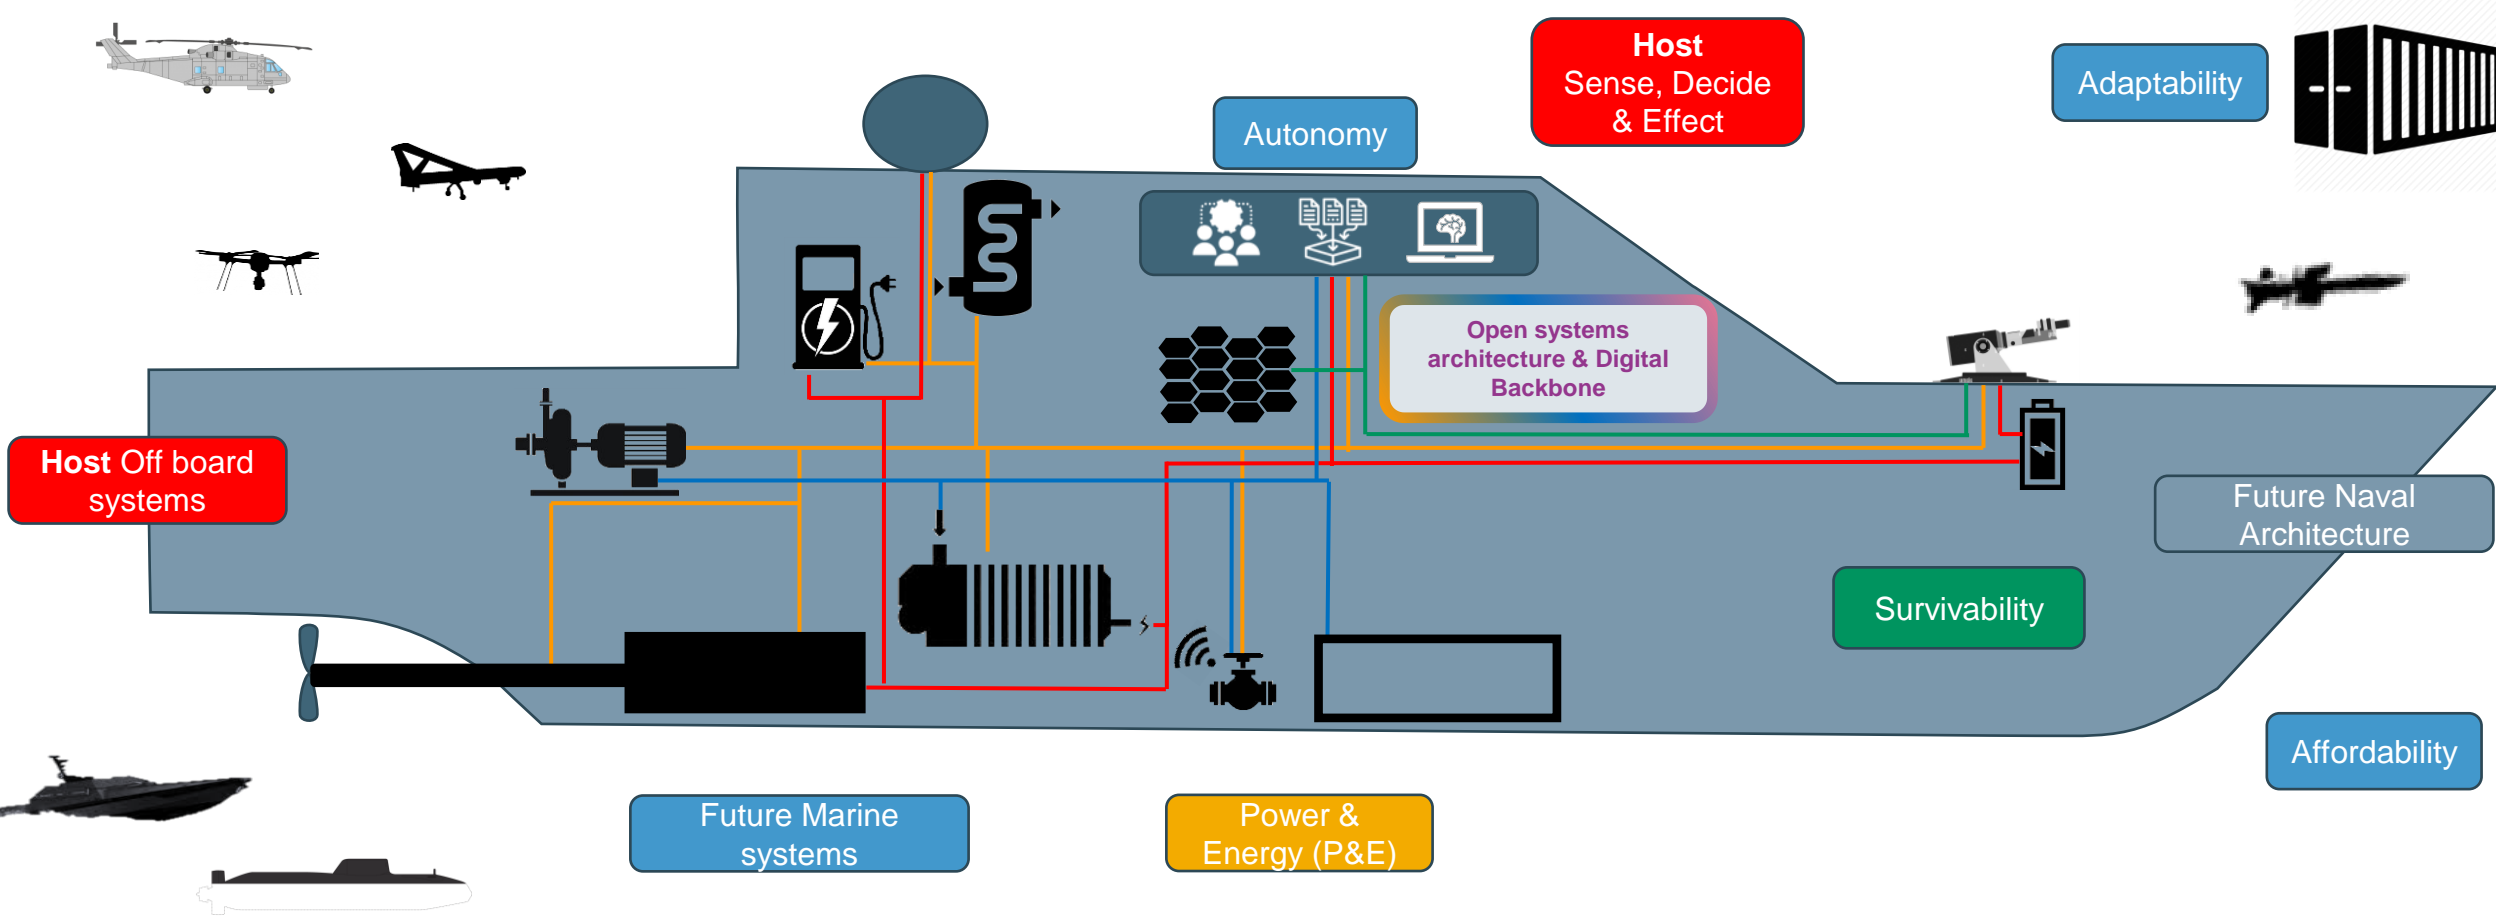 Host
Sense, Decide
& Effect
Adaptability
Autonomy
Open systems
architecture & Digital
Backbone
Host Off board
systems
Future Naval
Architecture
Survivability
Affordability
Future Marine
systems
Power &
Energy (P&E)